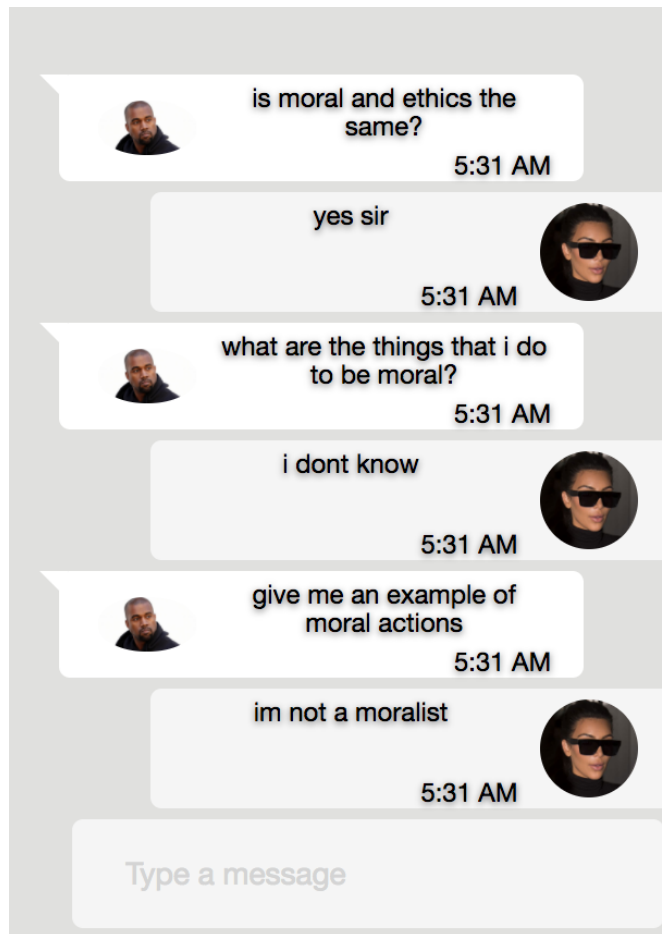 is moral and ethics the
same?
5:31 AM
yes sir
5:31 AM
what are the things that i do
to be moral?
5:31 AM
i dont know
5:31 AM
give me an example of
moral actions
5:31 AM
im not a moralist
5:31 AM
Type a message